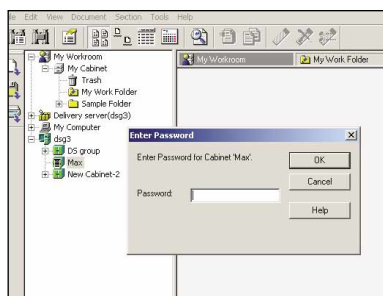 File Edit View Document Section Tools Help
My Workroom
My Cabinet
Trash
My Work Folder
Sample Folder
Delivery server(dsg3)
My Computer
dsg3
DS group
Max
New Cabinet-2
My Workroom
My Work Folder
Enter Password
Enter Password for Cabinet 'Max'.
Password:
OK
Cancel
Help